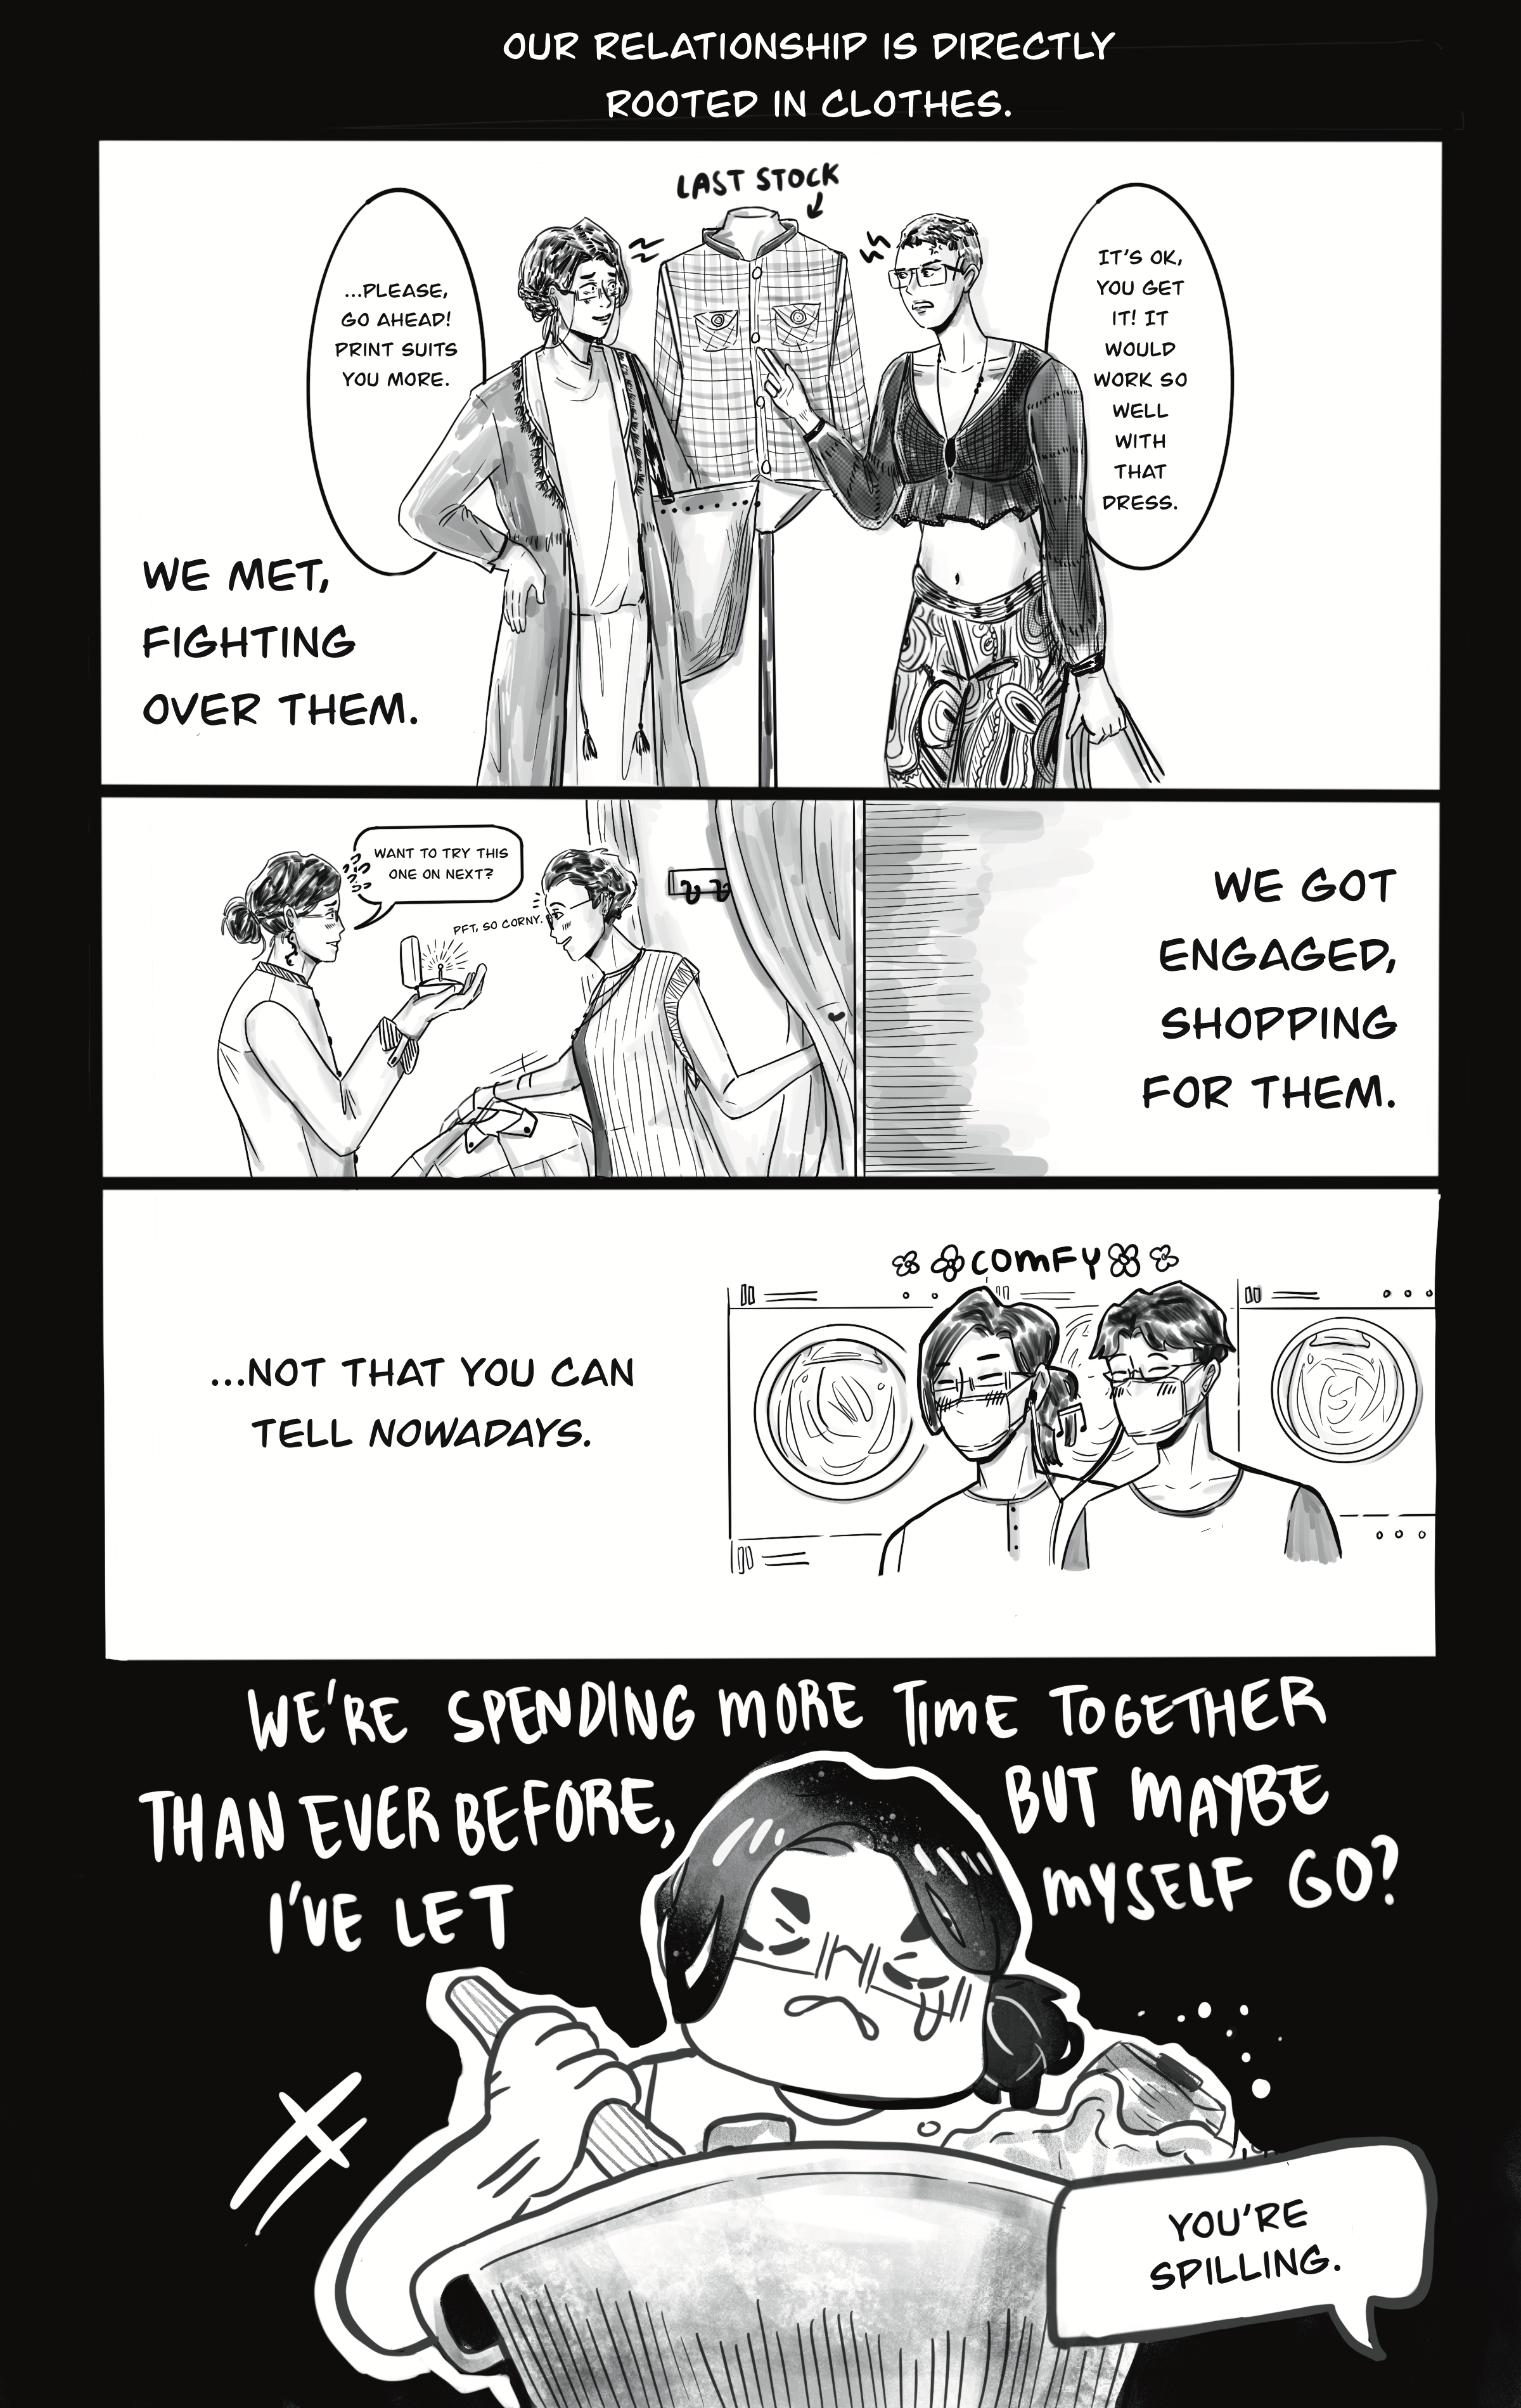 OUR RELATIONSHIP IS DIRECTLY
ROOTED IN CLOTHES.
LAST STOCK
...PLEASE,
GO AHEAD!
PRINT SUITS
YOU MORE.
IT'S OK,
YOU GET
IT! IT
WOULD
WORK SO
WELL
WITH
THAT
DRESS.
WE MET,
FIGHTING
OVER THEM.
WANT TO TRY THIS
ONE ON NEXT?
PFT, SO CORNY.
WE GOT
ENGAGED,
SHOPPING
FOR THEM.
...NOT THAT YOU CAN
TELL NOWADAYS.
COMFY
WE'RE SPENDING MORE TIME TOGETHER
THAN EVER BEFORE,
BUT MAYBE
I'VE LET
MYSELF GO?
YOU'RE
SPILLING.